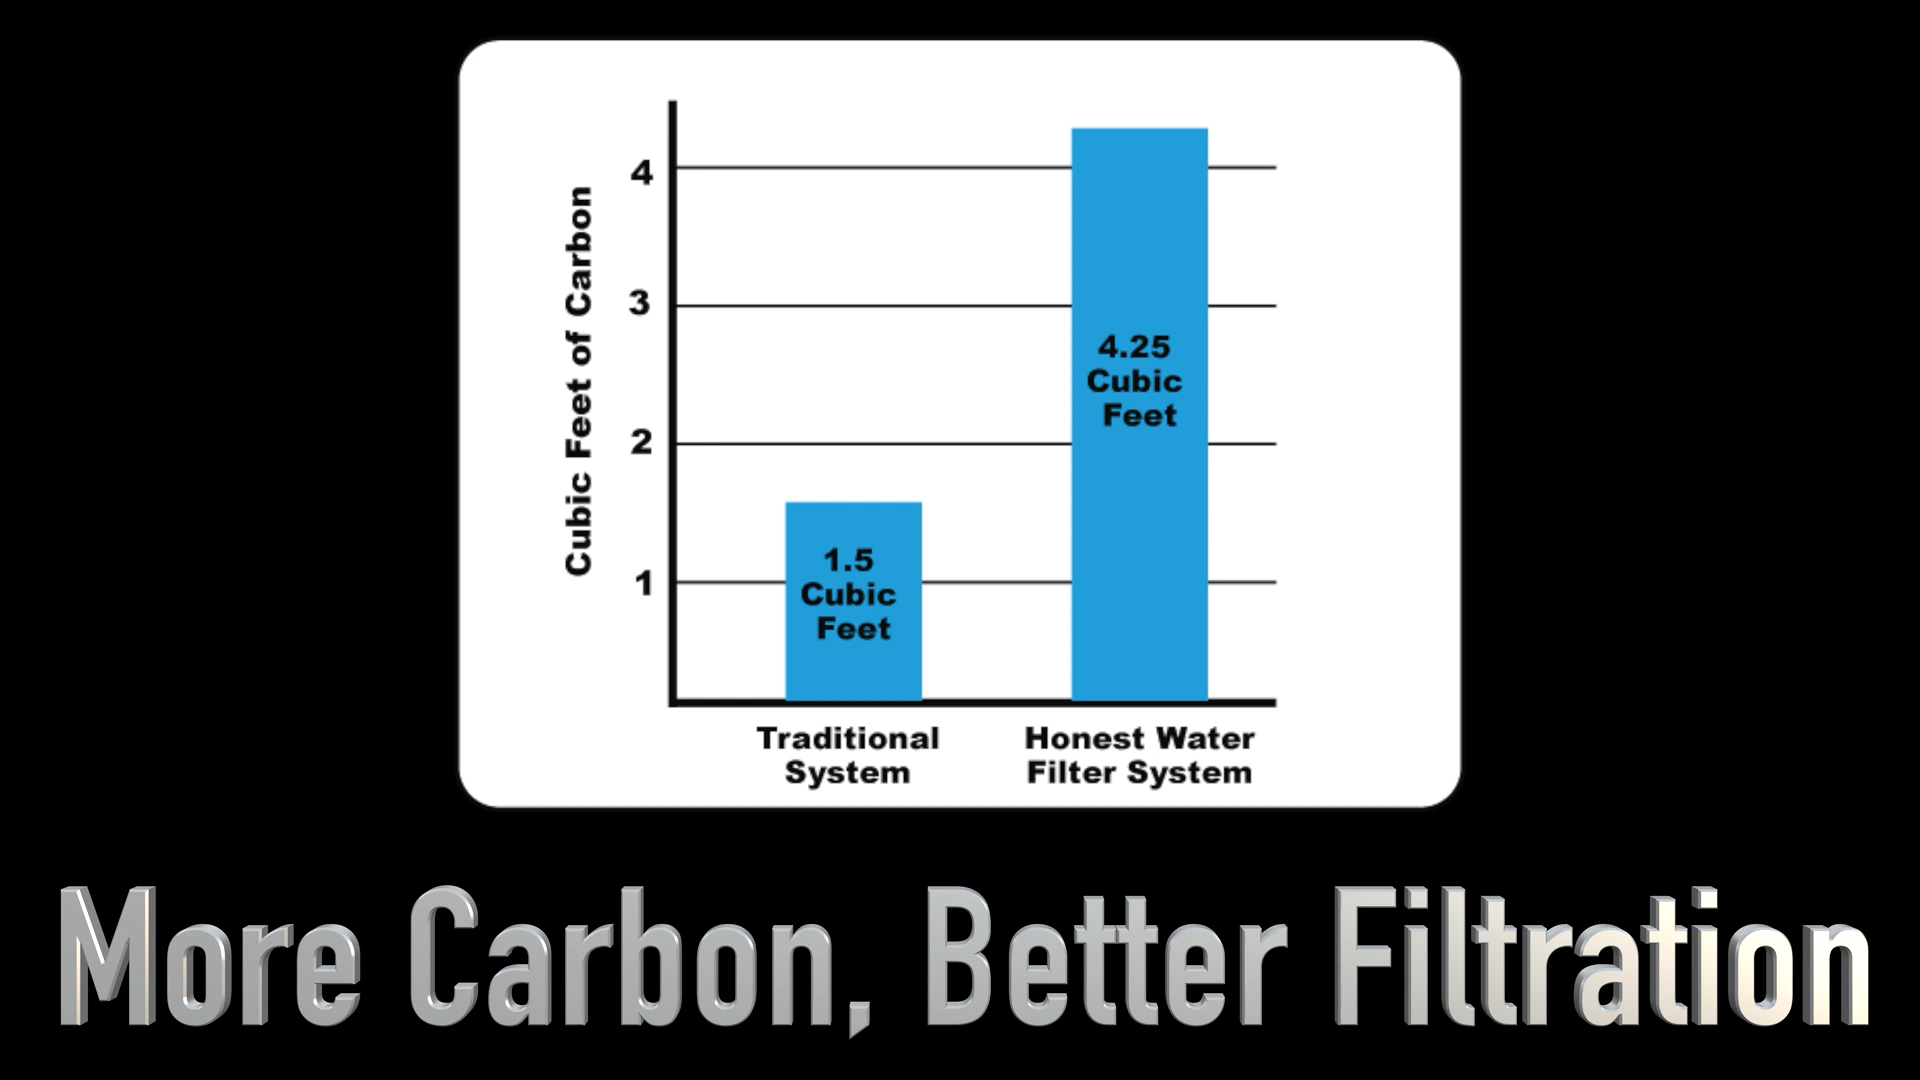 Cubic Feet of Carbon
4
3
2
1
4.25
Cubic
Feet
1.5
Cubic
Feet
Traditional
System
Honest Water
Filter System
More Carbon, Better Filtration